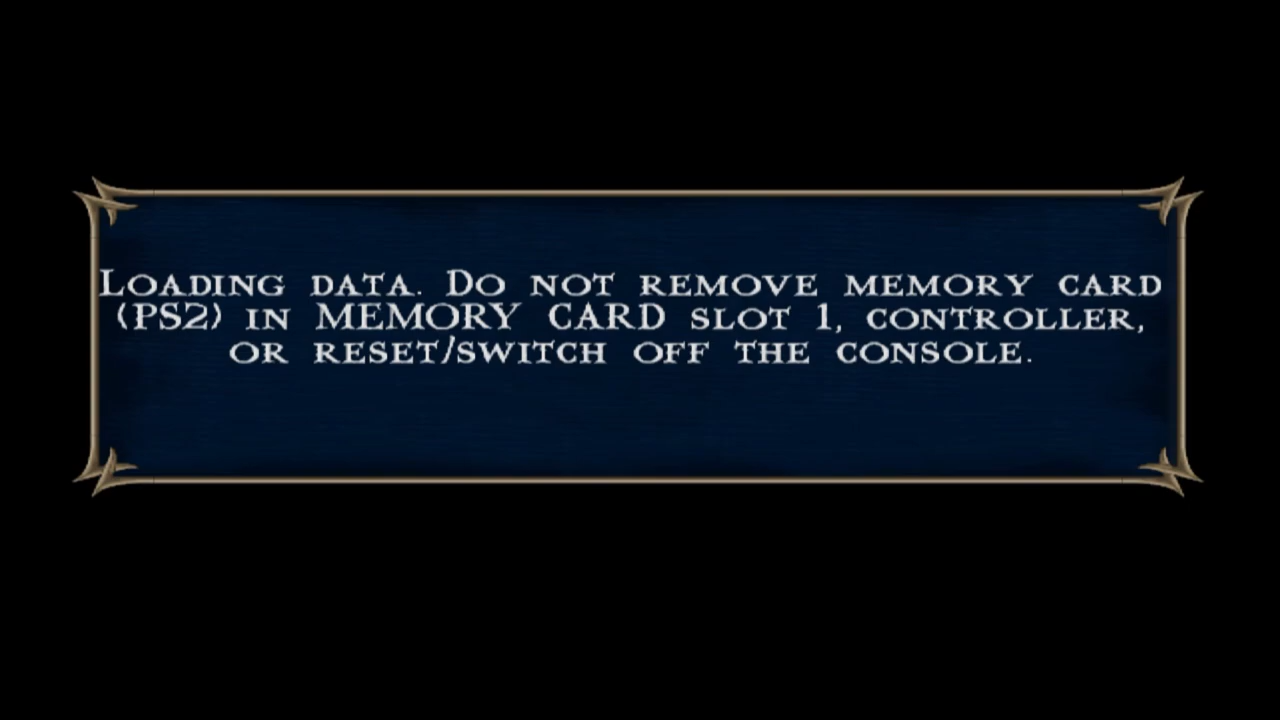 Loading data. Do not remove memory card
(PS2) in MEMORY CARD slot 1, controller,
or reset/switch off the console.